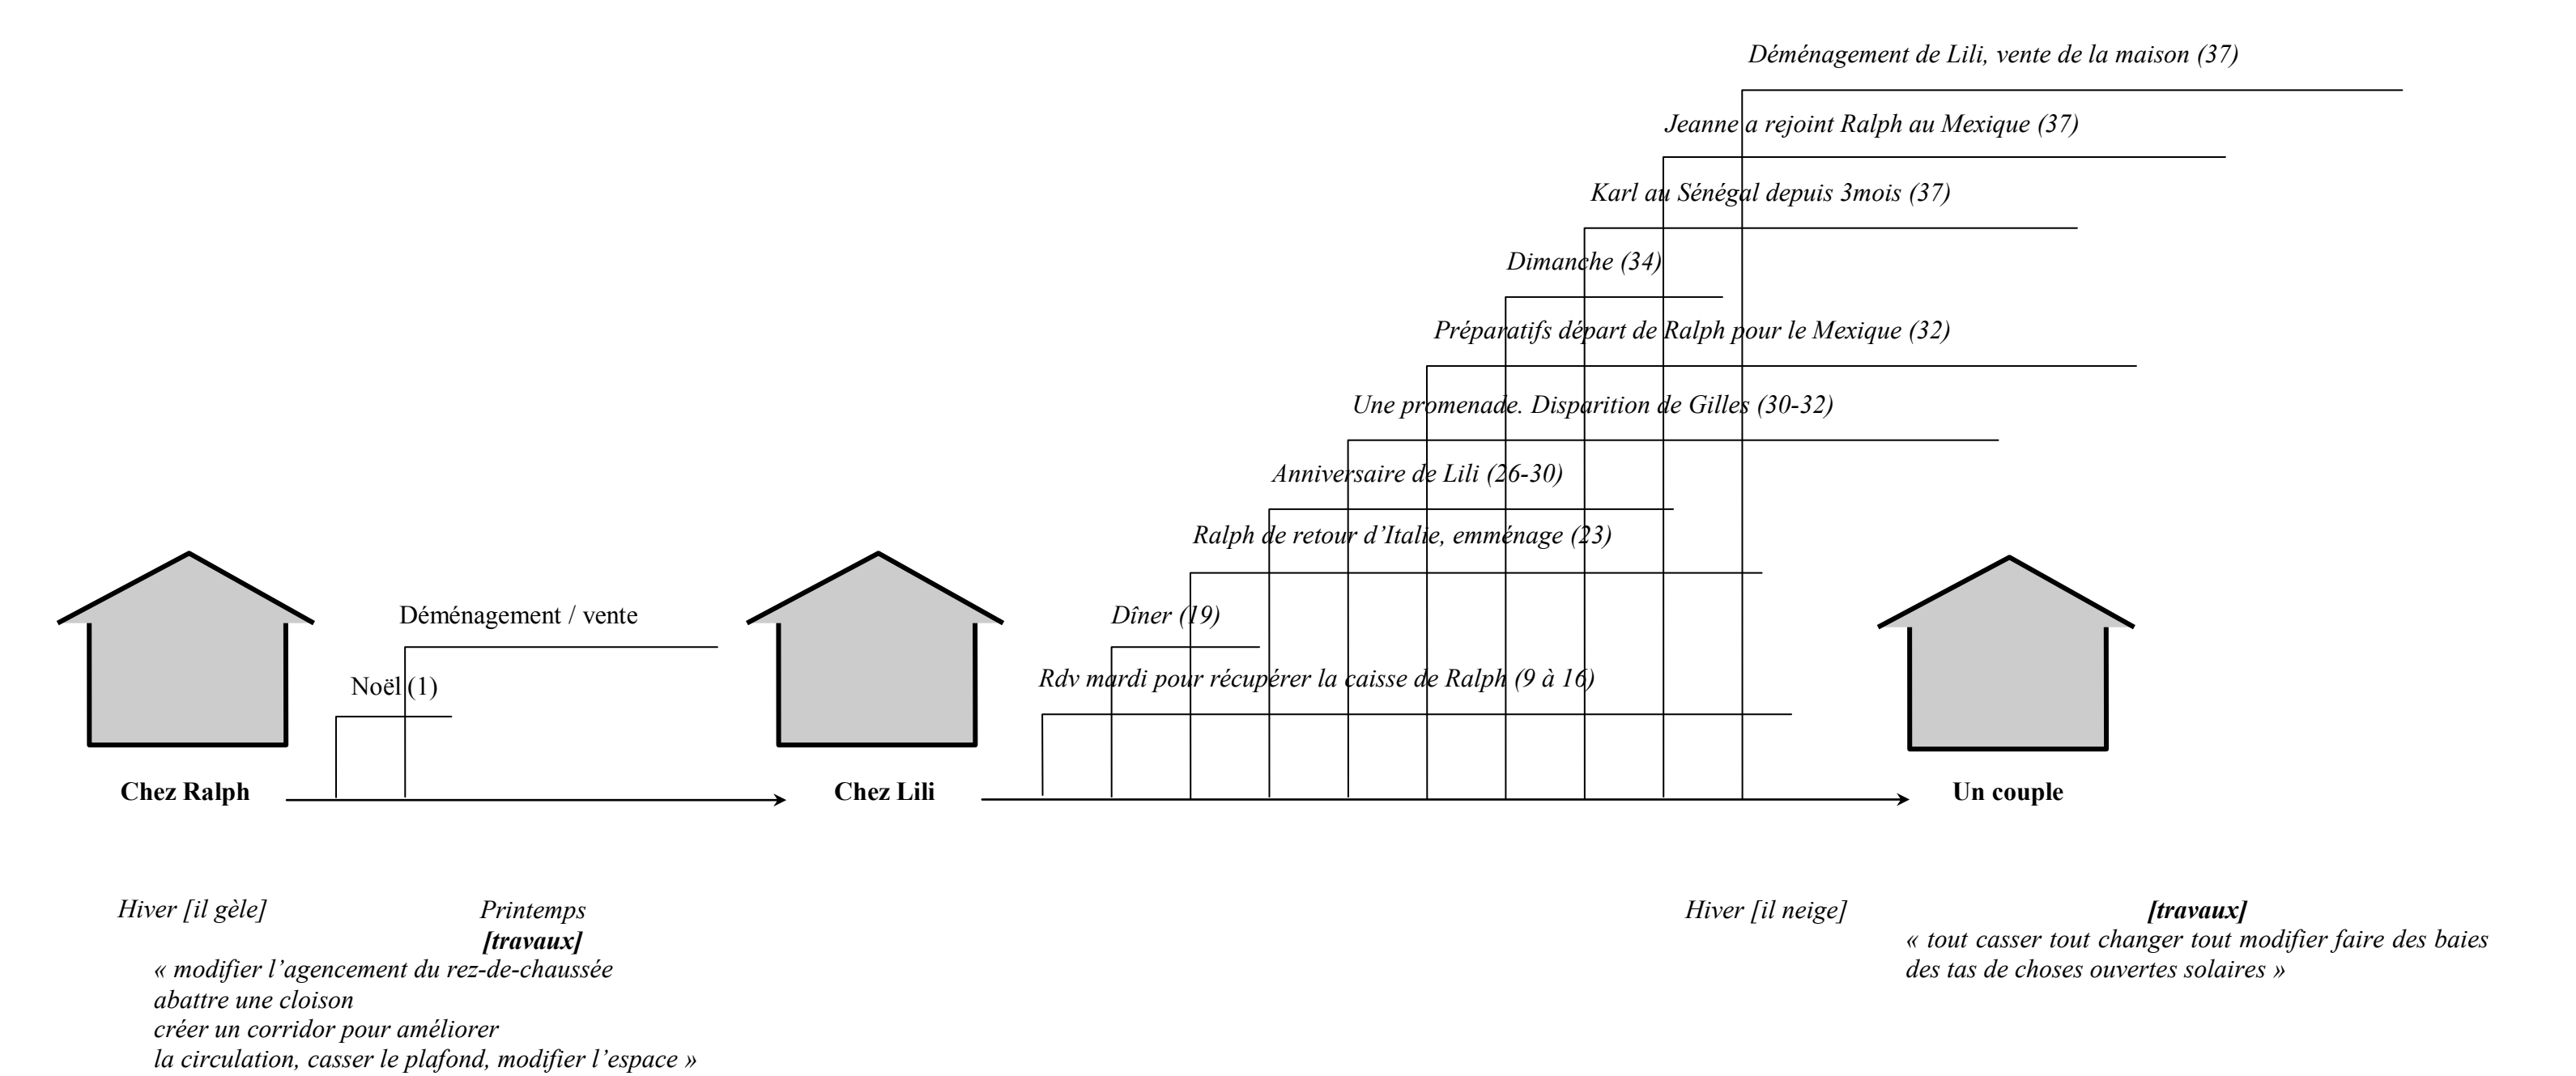 Déménagement de Lili, vente de la maison (37)
Jeanne a rejoint Ralph au Mexique (37)
Karl au Sénégal depuis 3mois (37)
Dimanche (34)
Préparatifs départ de Ralph pour le Mexique (32)
Une promenade. Disparition de Gilles (30-32)
Anniversaire de Lili (26-30)
Ralph de retour d’Italie, emménage (23)
Déménagement / vente
Dîner (19)
Noël (1)
Rdv mardi pour récupérer la caisse de Ralph (9 à 16)
Chez Ralph
Chez Lili
Un couple
Hiver [il gèle]
Printemps
[travaux]
« modifier l’agencement du rez-de-chaussée
abattre une cloison
créer un corridor pour améliorer
la circulation, casser le plafond, modifier l’espace »
Hiver [il neige]
[travaux]
« tout casser tout changer tout modifier faire des baies
des tas de choses ouvertes solaires »